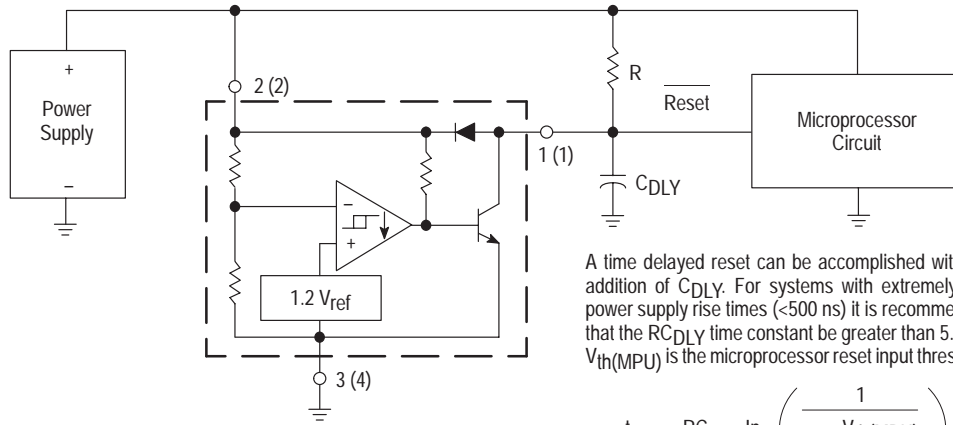 2 (2)
R
Reset
+
Power
Supply
–
Microprocessor
Circuit
1 (1)
CDLY
–
+
1.2 Vref
3 (4)
A time delayed reset can be accomplished wit
addition of CDLY. For systems with extremely
power supply rise times (<500 ns) it is recomme
that the RCDLY time constant be greater than 5.
Vth(MPU) is the microprocessor reset input thres
1